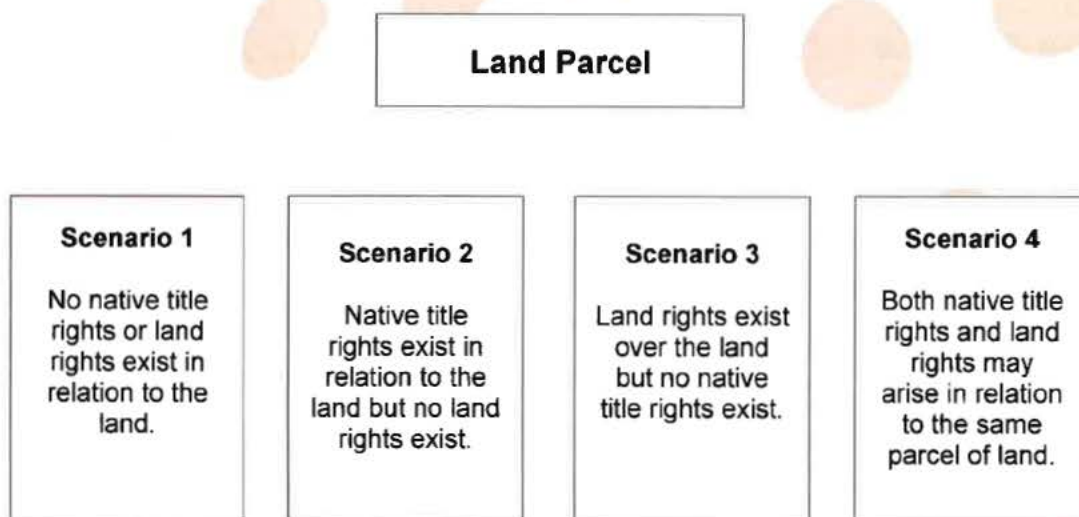 Land Parcel
Scenario 1
No native title
rights or land
rights exist in
relation to the
land.
Scenario 2
Native title
rights exist in
relation to the
land but no land
rights exist.
Scenario 3
Land rights exist
over the land
but no native
title rights exist.
Scenario 4
Both native title
rights and land
rights may
arise in relation
to the same
parcel of land.